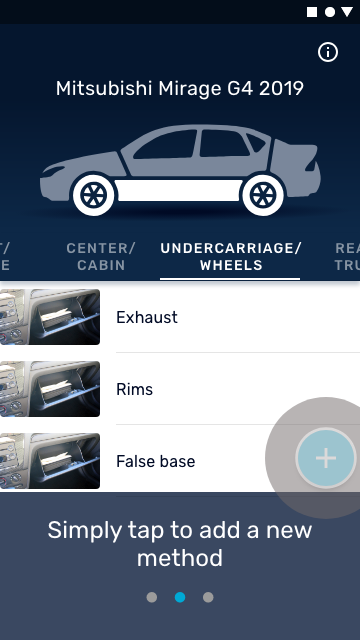 Mitsubishi Mirage G4 2019
T/
E
CENTER/
CABIN
UNDERCARRIAGE/
WHEELS
REA
TRU
Exhaust
Rims
False base
Simply tap to add a new
method